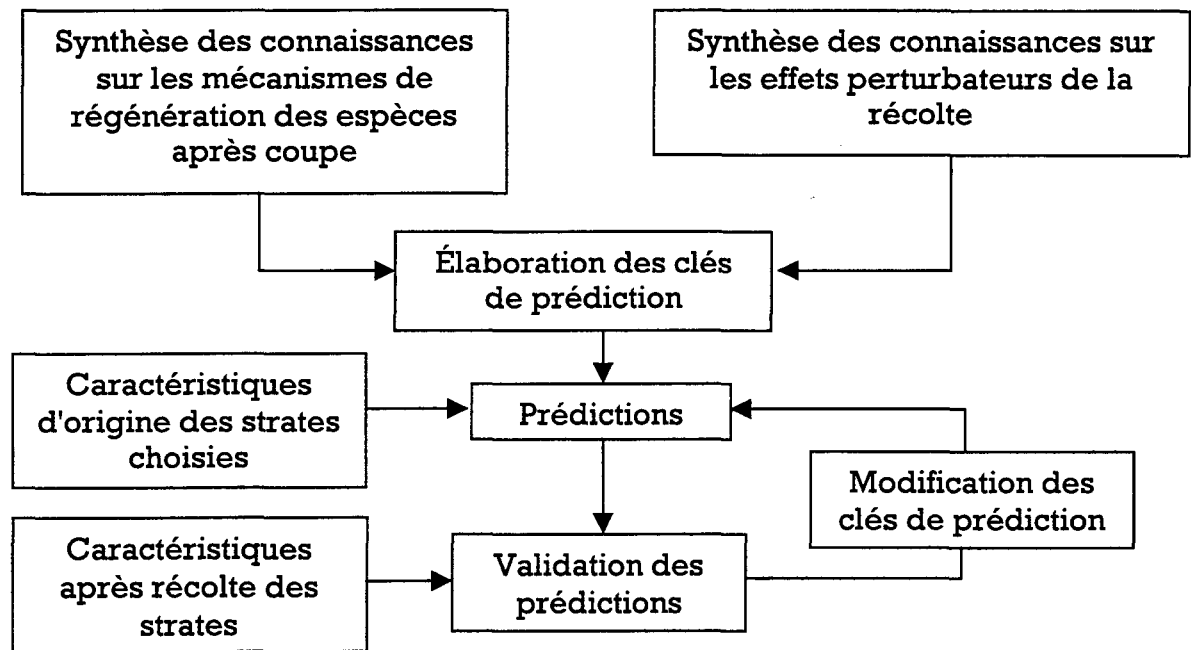 Synthèse des connaissances
sur les mécanismes de
régénération des espèces
après coupe
Synthèse des connaissances sur
les effets perturbateurs de la
récolte
Élaboration des clés
de prédiction
Caractéristiques
d'origine des strates
choisies
Prédictions
Modification des
clés de prédiction
Caractéristiques
après récolte des
strates
Validation des
prédictions